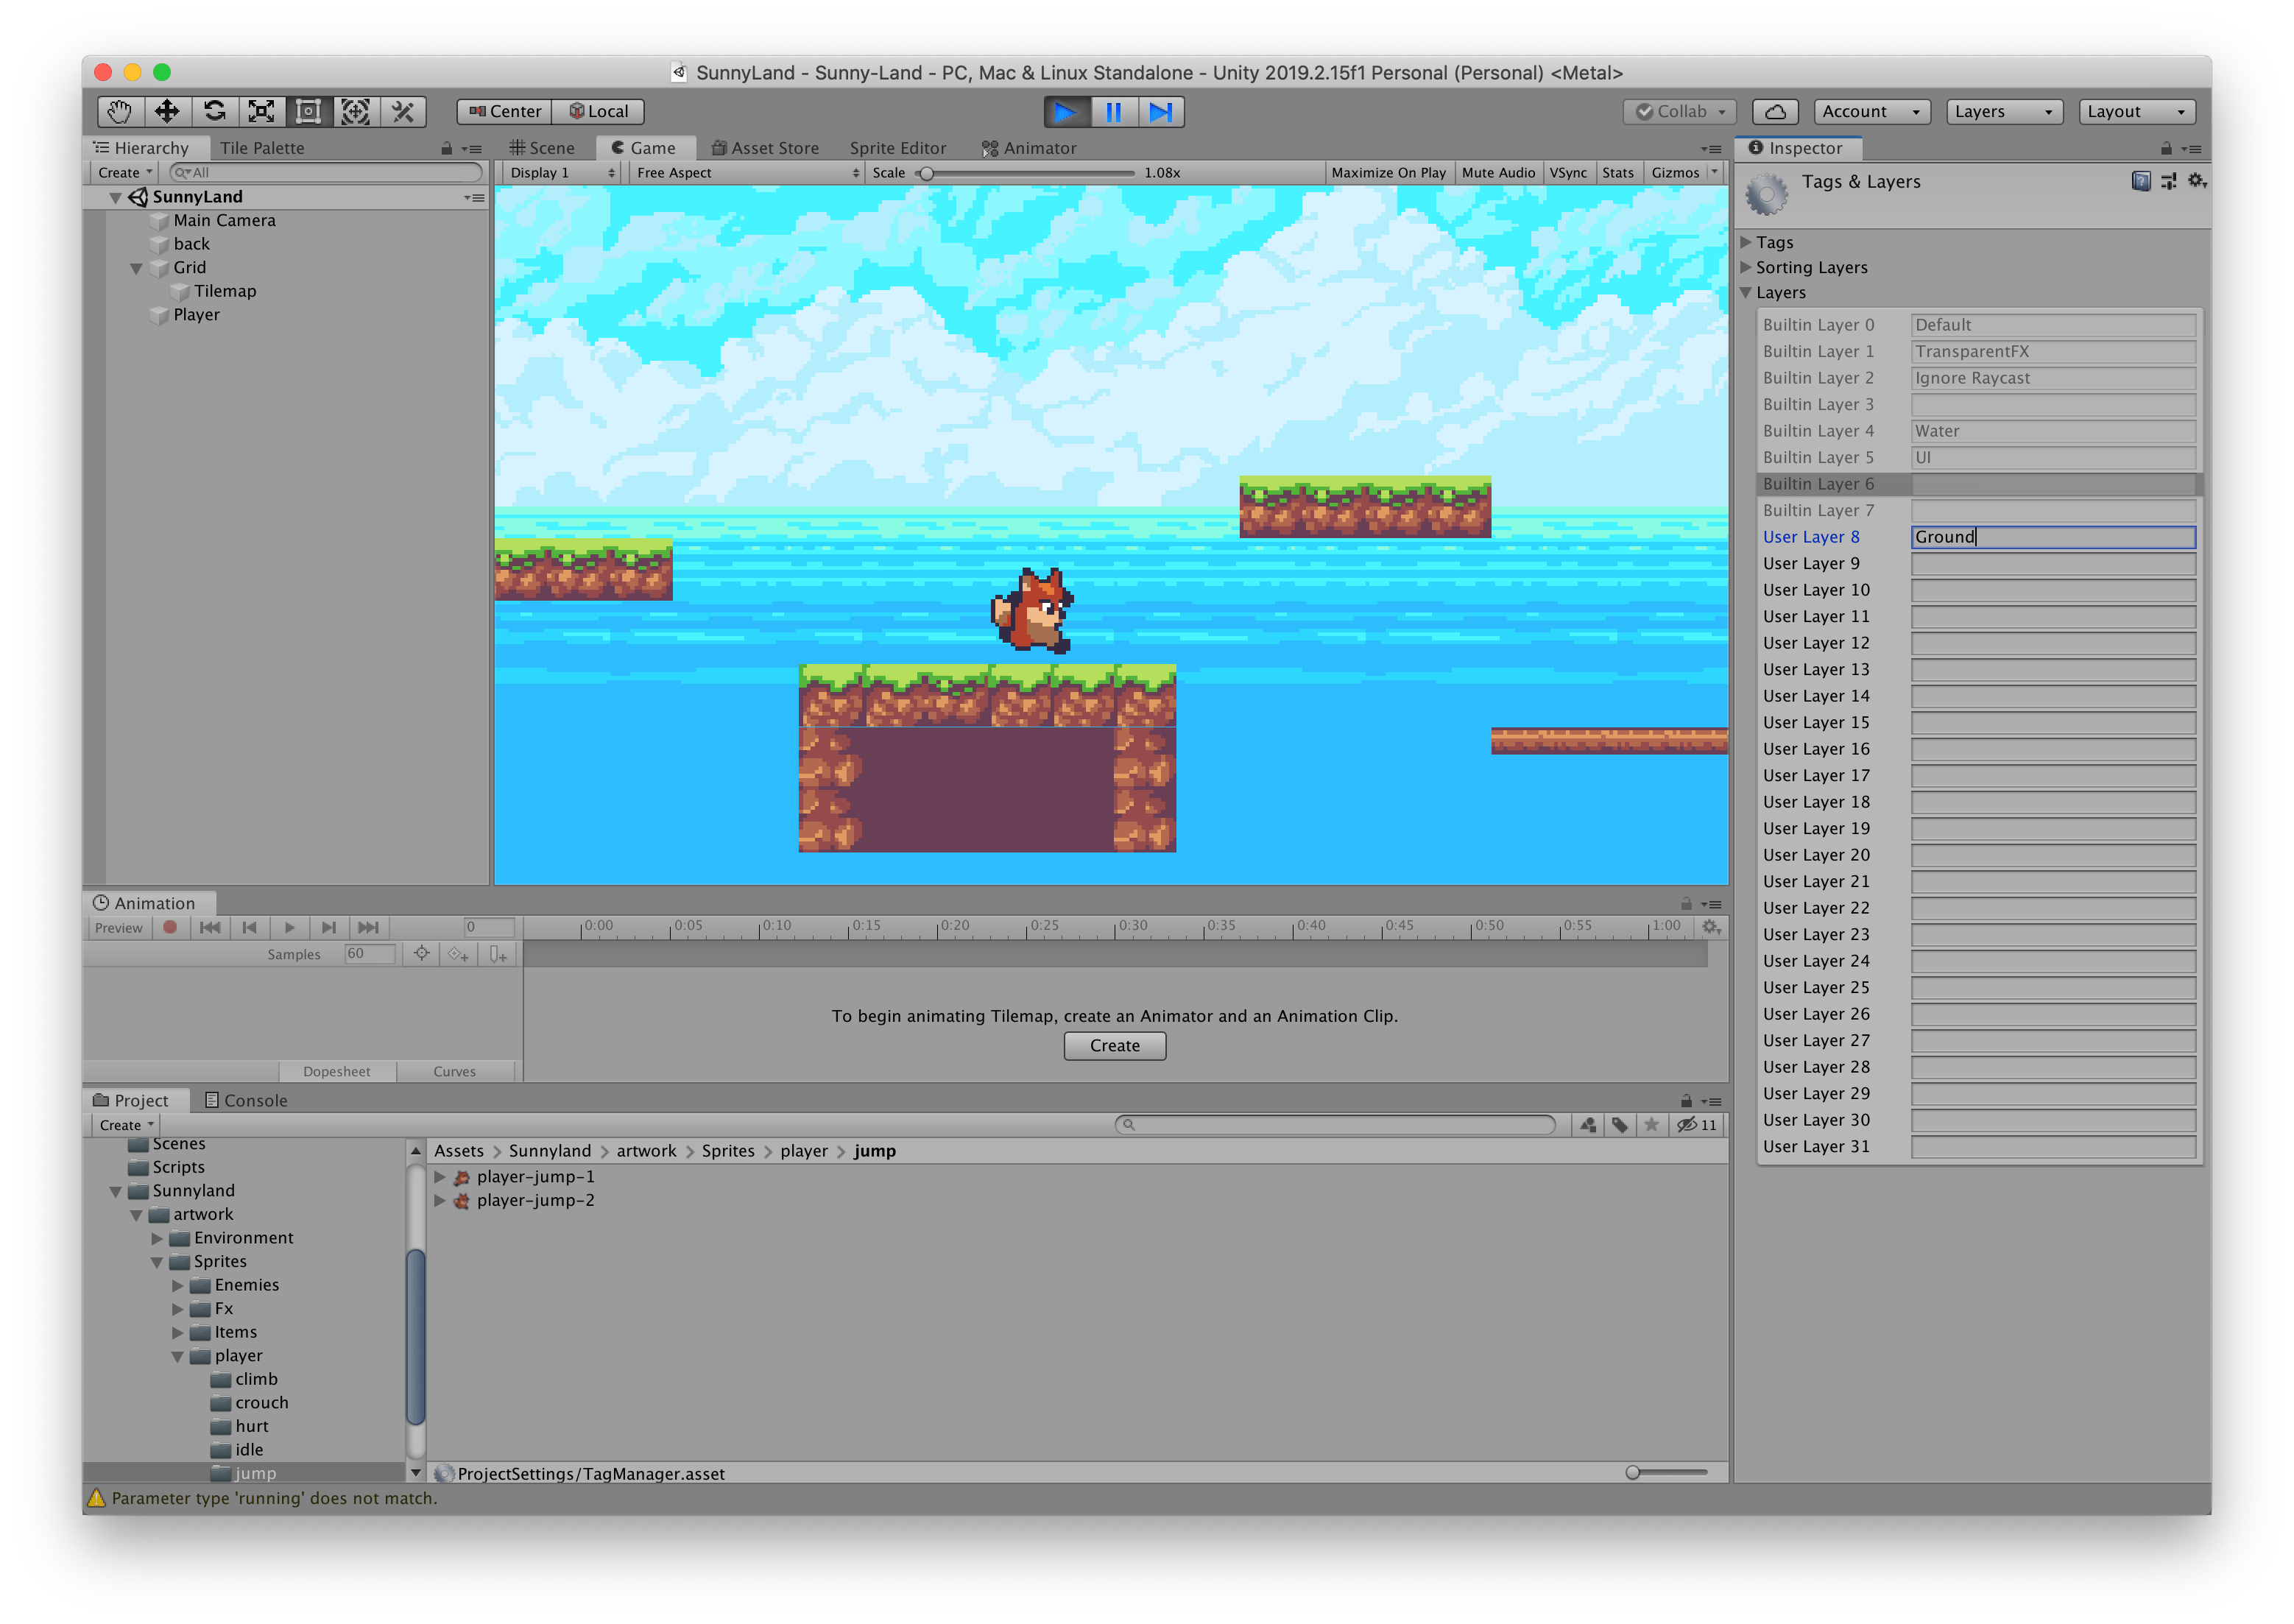 SunnyLand - Sunny-Land - PC, Mac & Linux Standalone - Unity 2019.2.15f1 Personal (Personal) <Metal>
Center Local Collab Account Layers Layout
Hierarchy Tile Palette
Create All
SunnyLand
Main Camera
back
Grid
Tilemap
Player
Scene Game Asset Store Sprite Editor Animator
Display 1 Free Aspect Scale 1.08x Maximize On Play Mute Audio VSync Stats Gizmos
Inspector
Tags & Layers
Tags
Sorting Layers
Layers
Builtin Layer 0 Default
Builtin Layer 1 TransparentFX
Builtin Layer 2 Ignore Raycast
Builtin Layer 3
Builtin Layer 4 Water
Builtin Layer 5 UI
Builtin Layer 6
Builtin Layer 7
User Layer 8 Ground
User Layer 9
User Layer 10
User Layer 11
User Layer 12
User Layer 13
User Layer 14
User Layer 15
User Layer 16
User Layer 17
User Layer 18
User Layer 19
User Layer 20
User Layer 21
User Layer 22
User Layer 23
User Layer 24
User Layer 25
User Layer 26
User Layer 27
User Layer 28
User Layer 29
User Layer 30
User Layer 31
Animation
Preview 0 0:00 0:05 0:10 0:15 0:20 0:25 0:30 0:35 0:40 0:45 0:50 0:55 1:00
Samples 60
To begin animating Tilemap, create an Animator and an Animation Clip.
Create
Dopesheet Curves
Project Console
Create 11
Scenes
Scripts
Sunnyland
artwork
Environment
Sprites
Enemies
Fx
Items
player
climb
crouch
hurt
idle
jump
Assets > Sunnyland > artwork > Sprites > player > jump
player-jump-1
player-jump-2
ProjectSettings/TagManager.asset
Parameter type 'running' does not match.